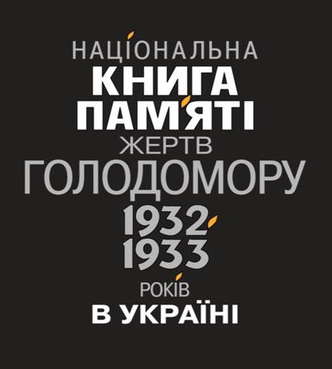 НАЦІОНАЛЬНА
КНИГА
ПАМ'ЯТІ
ЖЕРТВ
ГОЛОДОМОРУ
1932
1933
РОКІВ
В УКРАЇНІ